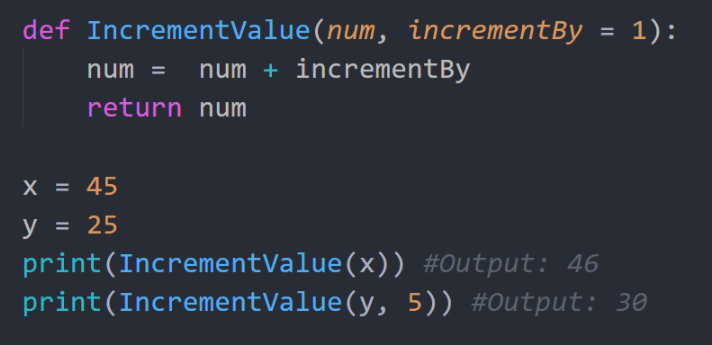 def IncrementValue(num, incrementBy = 1):
    num =  num + incrementBy
    return num

x = 45
y = 25
print(IncrementValue(x)) #Output: 46
print(IncrementValue(y, 5)) #Output: 30